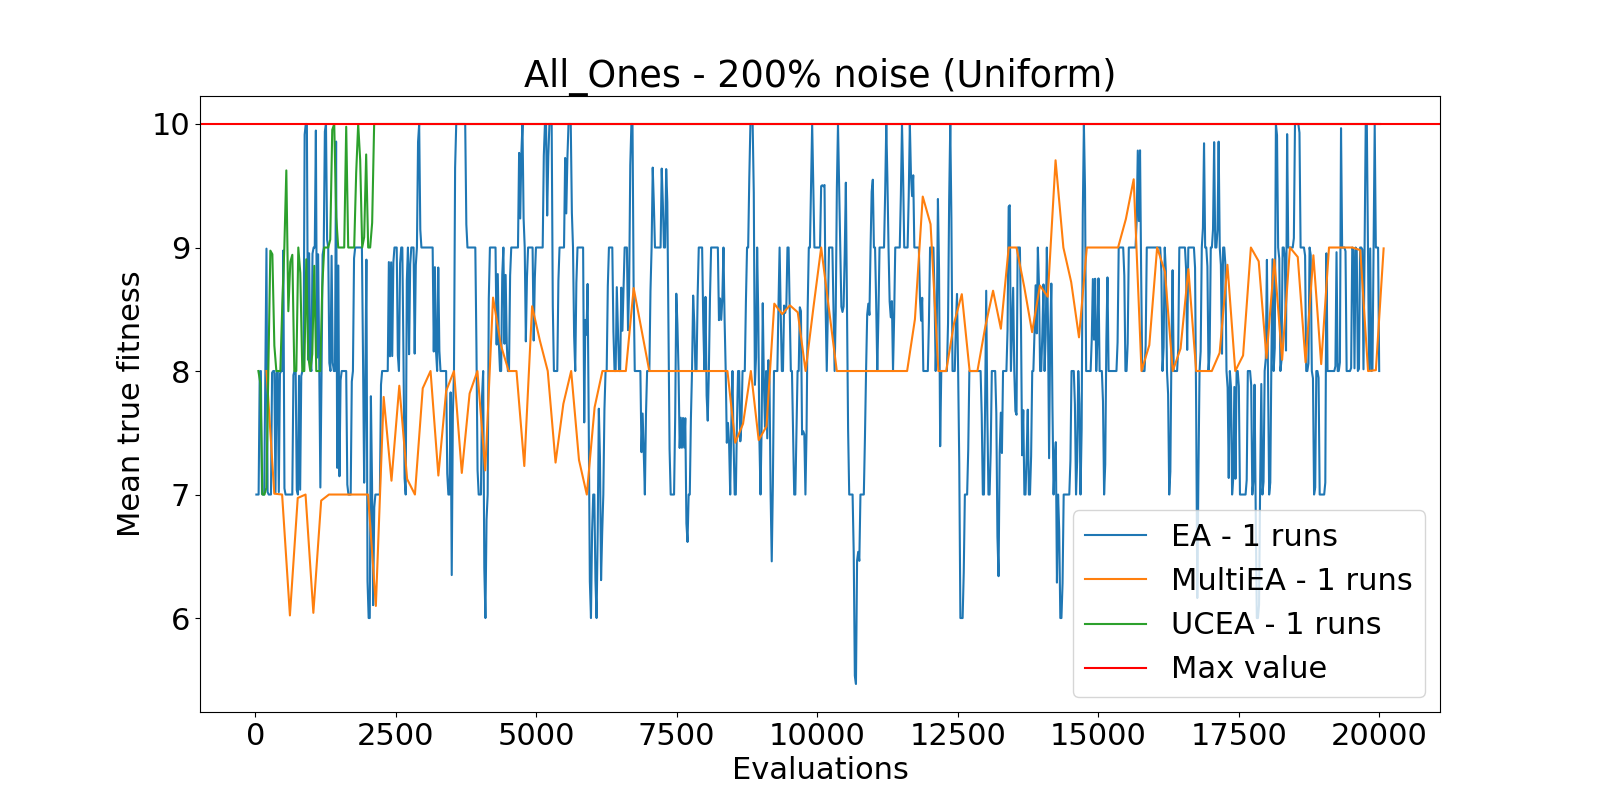 All_Ones - 200% noise (Uniform)
Mean true fitness
10
9
8
7
6
EA - 1 runs
MultiEA - 1 runs
UCEA - 1 runs
Max value
0 2500 5000 7500 10000 12500 15000 17500 20000
Evaluations